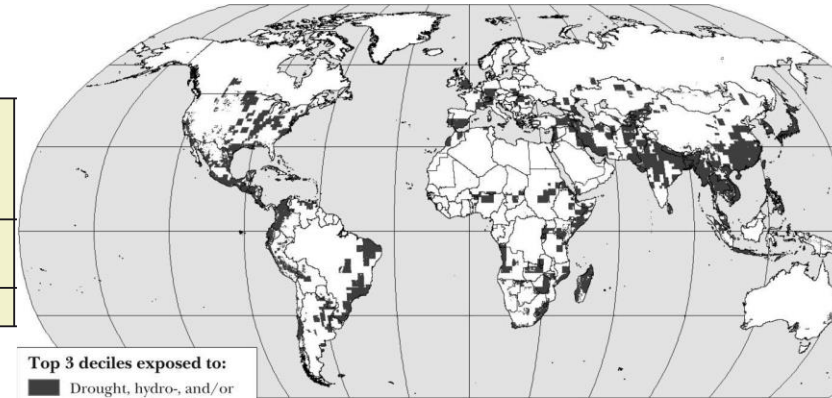 Top 3 deciles exposed to:
Drought, hydro-, and/or